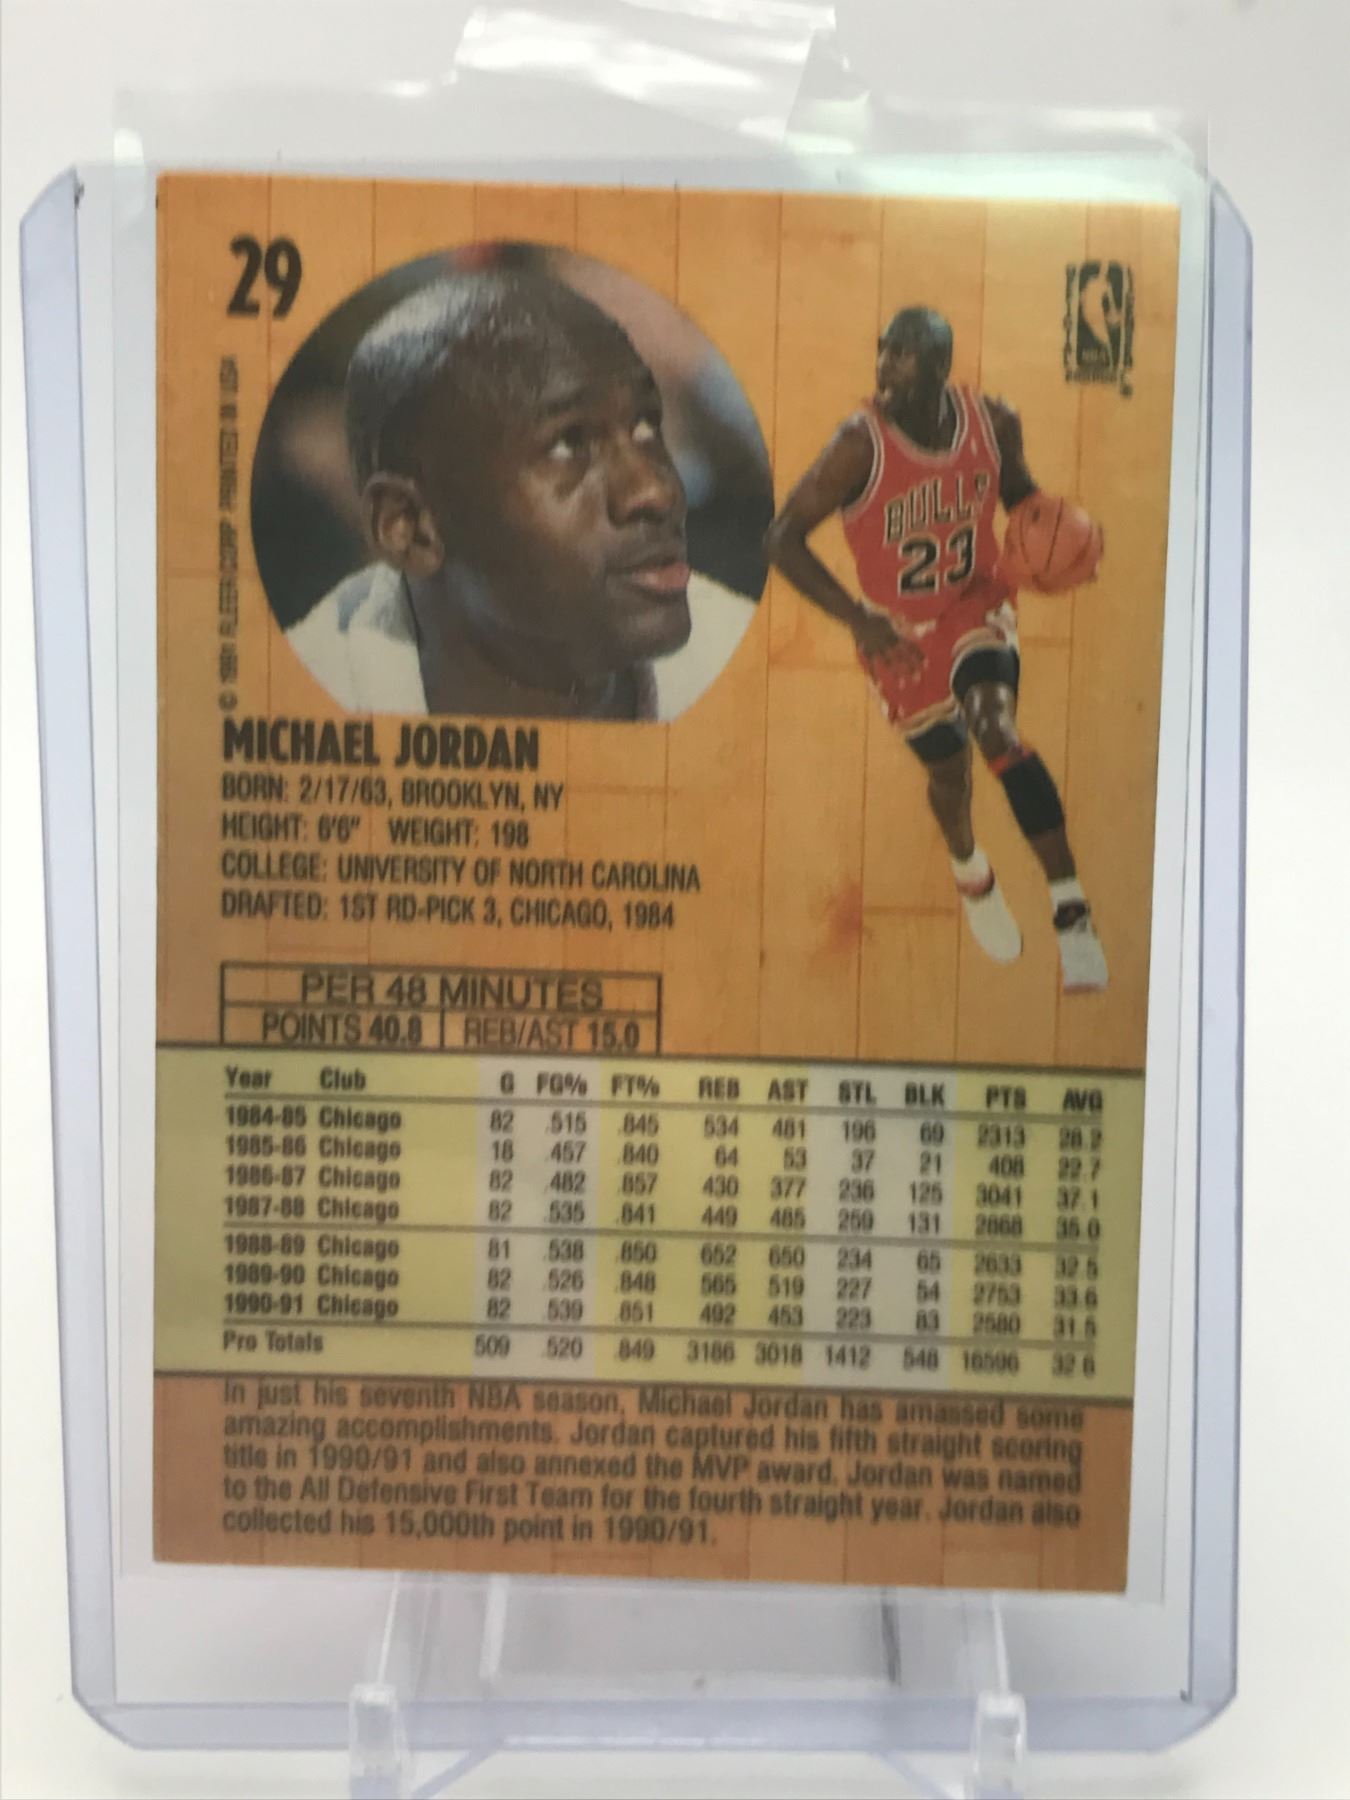 29
© 1991 FLEER CORP PRINTED IN USA
NBA
BULLS
23
MICHAEL JORDAN
BORN: 2/17/63, BROOKLYN, NY
HEIGHT: 6'6" WEIGHT: 198
COLLEGE: UNIVERSITY OF NORTH CAROLINA
DRAFTED: 1ST RD-PICK 3, CHICAGO, 1984
PER 48 MINUTES
POINTS 40.8 REB/AST 15.0
Year Club G FG% FT% REB AST STL BLK PTS AVG
1984-85 Chicago 82 .515 .845 534 481 196 69 2313 28.2
1985-86 Chicago 18 .457 .840 64 53 37 21 408 22.7
1986-87 Chicago 82 .482 .857 430 377 236 125 3041 37.1
1987-88 Chicago 82 .535 .841 449 485 259 131 2868 35.0
1988-89 Chicago 81 .538 .850 652 650 234 65 2633 32.5
1989-90 Chicago 82 .526 .848 565 519 227 54 2753 33.6
1990-91 Chicago 82 .539 .851 492 453 223 83 2580 31.5
Pro Totals 509 .520 .849 3186 3018 1412 548 16596 32.6
In just his seventh NBA season, Michael Jordan has amassed some
amazing accomplishments. Jordan captured his fifth straight scoring
title in 1990/91 and also annexed the MVP award. Jordan was named
to the All Defensive First Team for the fourth straight year. Jordan also
collected his 15,000th point in 1990/91.